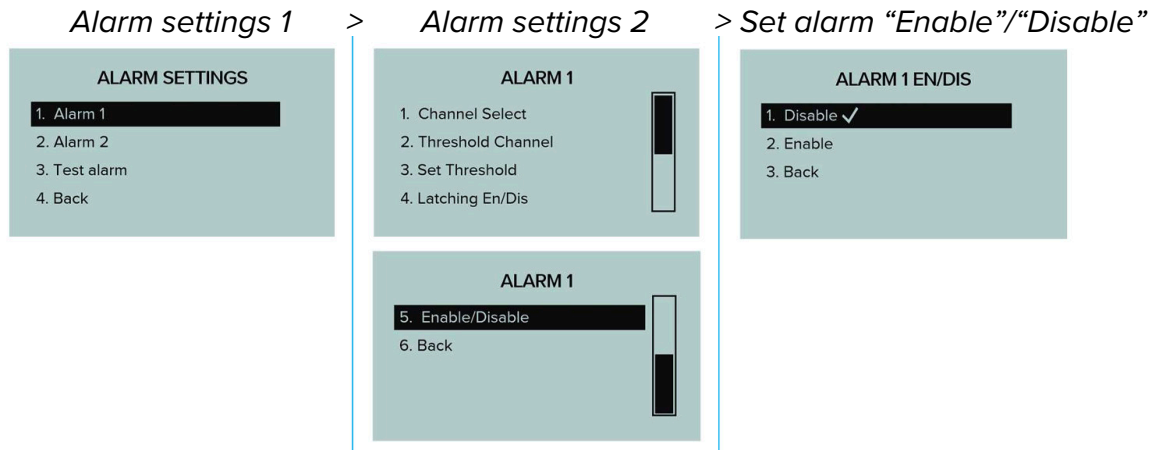 Alarm settings 1 > Alarm settings 2 > Set alarm “Enable”/“Disable”
ALARM SETTINGS
1. Alarm 1
2. Alarm 2
3. Test alarm
4. Back
ALARM 1
1. Channel Select
2. Threshold Channel
3. Set Threshold
4. Latching En/Dis
ALARM 1
5. Enable/Disable
6. Back
ALARM 1 EN/DIS
1. Disable ✓
2. Enable
3. Back